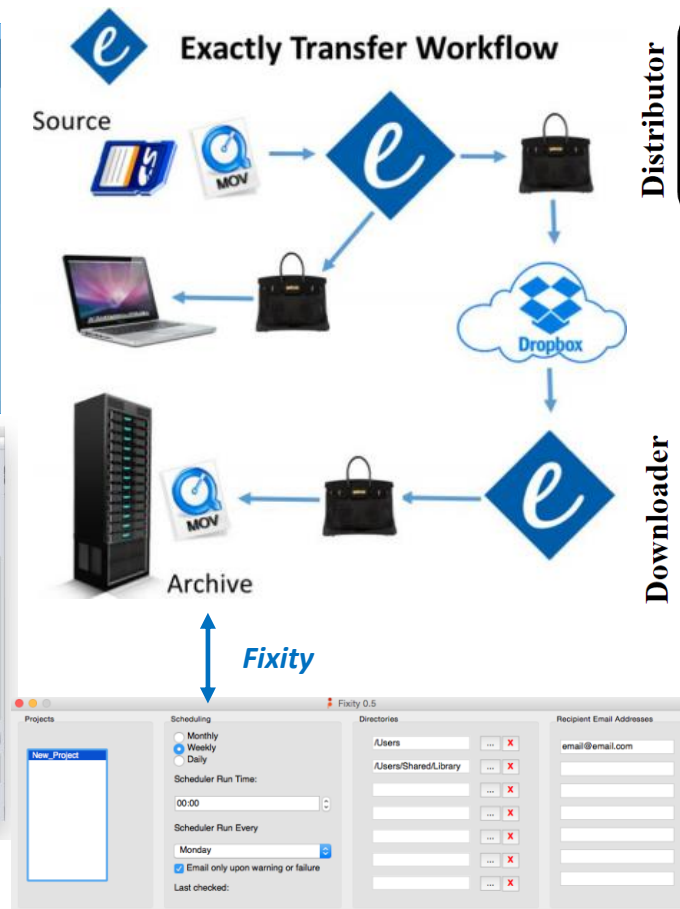 e Exactly Transfer Workflow
Distributor
Source
MOV
e
Dropbox
Downloader
MOV
e
Archive
Fixity
Fixity 0.5
Projects
New_Project
Scheduling
Monthly
Weekly
Daily
Scheduler Run Time:
00:00
Scheduler Run Every
Monday
Email only upon warning or failure
Last checked:
Directories
/Users ... X
/Users/Shared/Library ... X
... X
... X
... X
... X
... X
Recipient Email Addresses
email@email.com